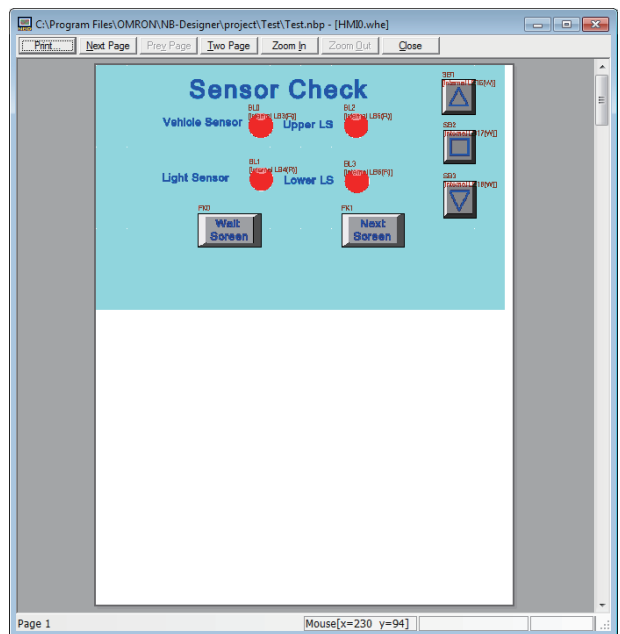 C:\Program Files\OMRON\NB-Designer\project\Test\Test.nbp - [HMI0.whe]
Print... Next Page Prev Page Two Page Zoom In Zoom Out Close
Sensor Check
BL0 BL2
Vehicle Sensor Upper LS
SB2
BL1 BL3
Light Sensor Lower LS
SB3
FK0 FK1
Wait Next
Screen Screen
Page 1 Mouse[x=230 y=94]